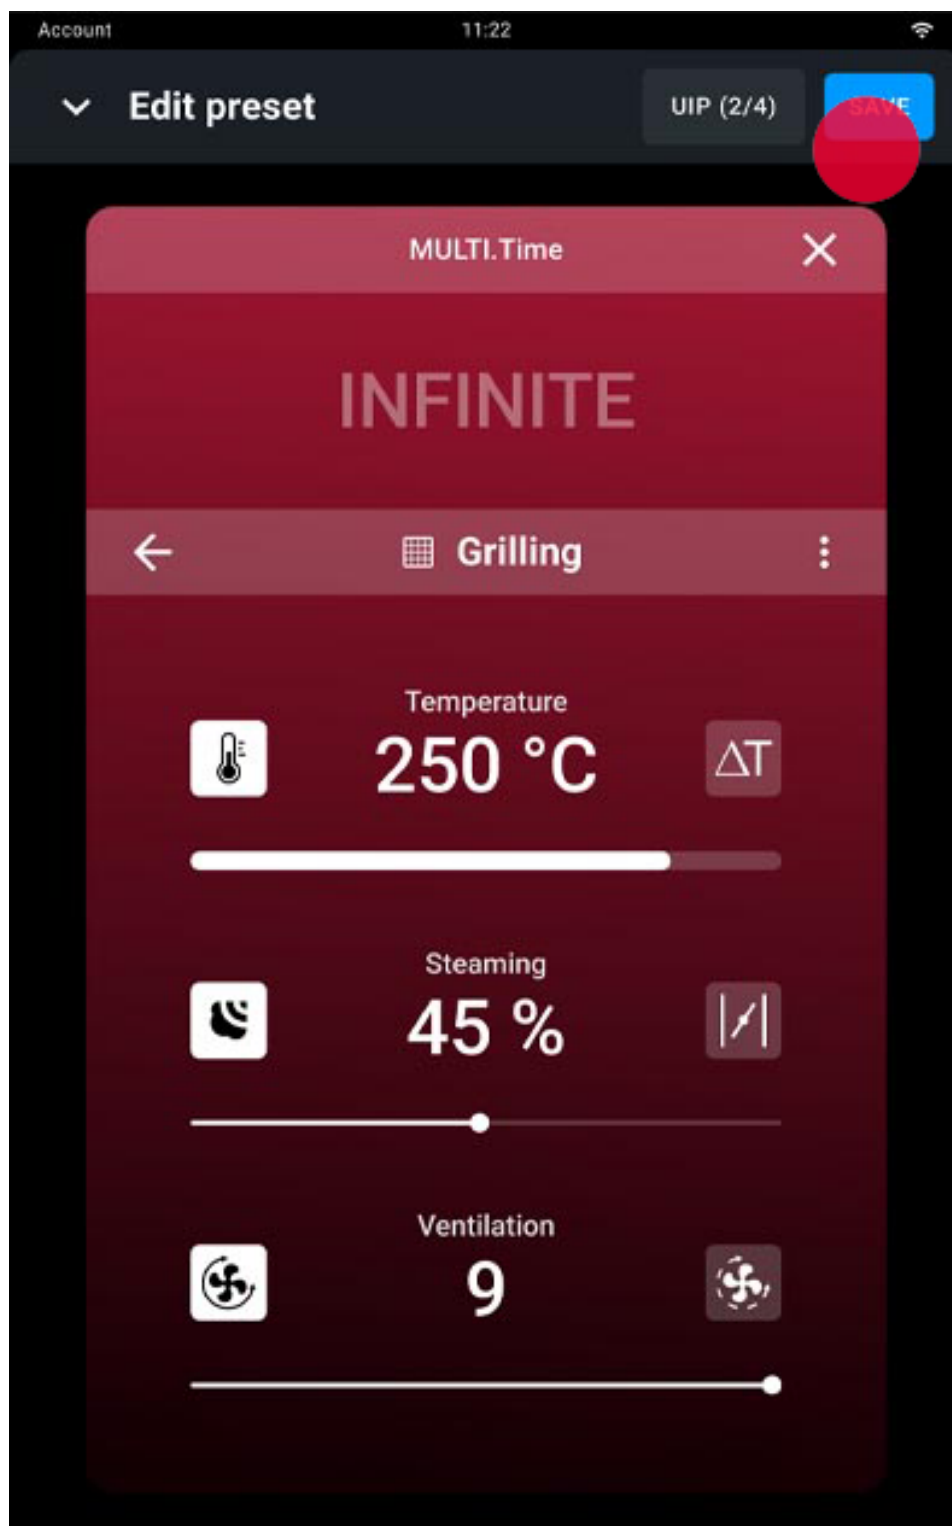 Account 11:22
Edit preset UIP (2/4) SAVE
MULTI.Time
INFINITE
Grilling
Temperature
250 °C ΔT
Steaming
45 %
Ventilation
9